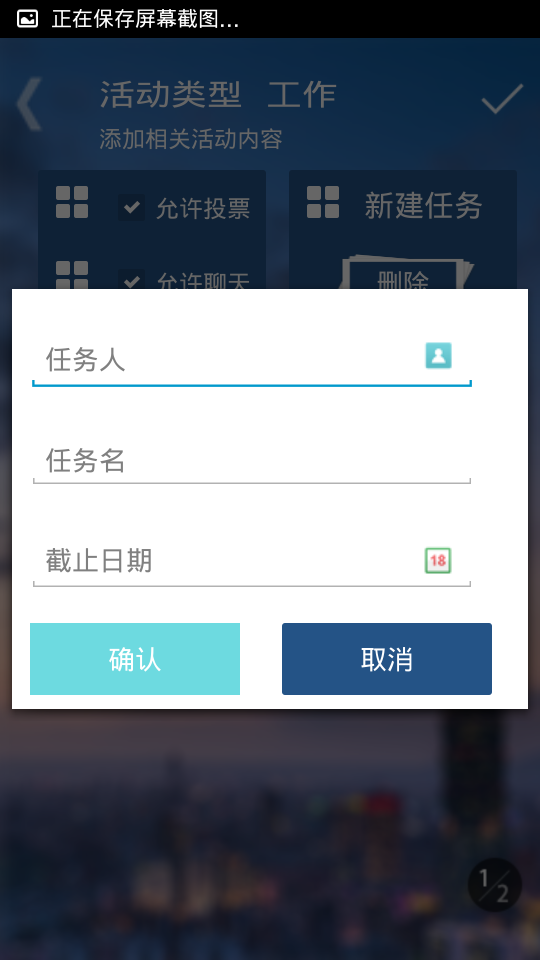 正在保存屏幕截图...
活动类型 工作
添加相关活动内容
允许投票
新建任务
允许聊天
删除
任务人
任务名
截止日期
18
确认
取消
1/2